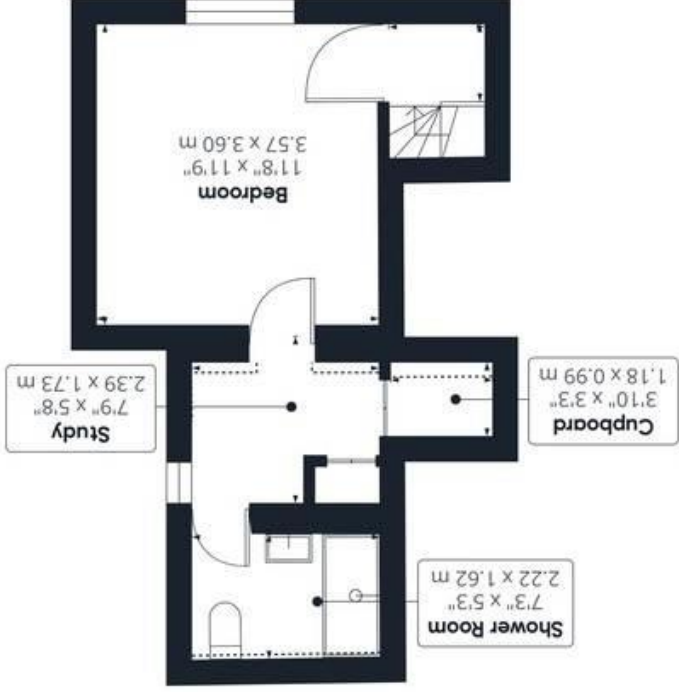 Shower Room
7'3" x 5'3"
2.22 x 1.62 m
Cupboard
3'10" x 3'3"
1.18 x 0.99 m
Study
7'9" x 5'8"
2.39 x 1.73 m
Bedroom
11'8" x 11'9"
3.57 x 3.60 m